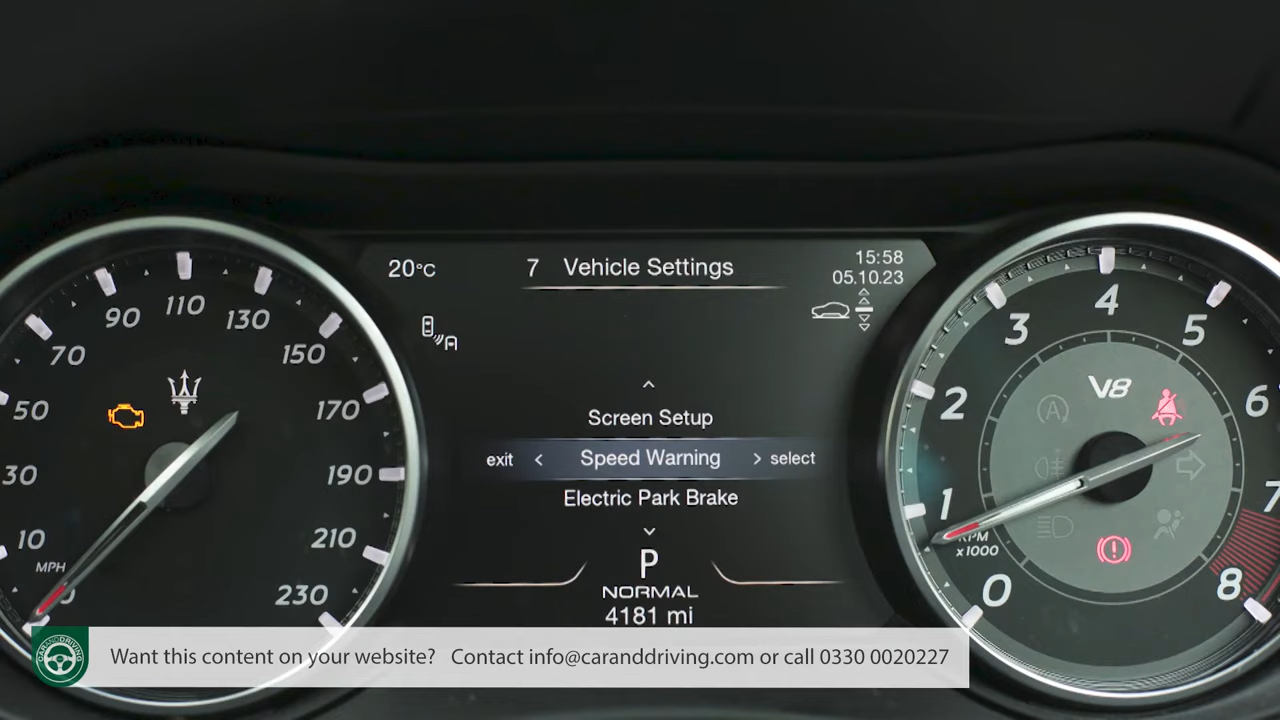 20°C
7 Vehicle Settings
15:58
05.10.23
A
Screen Setup
exit < Speed Warning > select
Electric Park Brake
P
NORMAL
4181 mi
0
10
30
50
70
90
110
130
150
170
190
210
230
MPH
0
1
2
3
4
5
6
7
8
RPM
x1000
V8
A
CARANDDRIVING
Want this content on your website? Contact info@caranddriving.com or call 0330 0020227